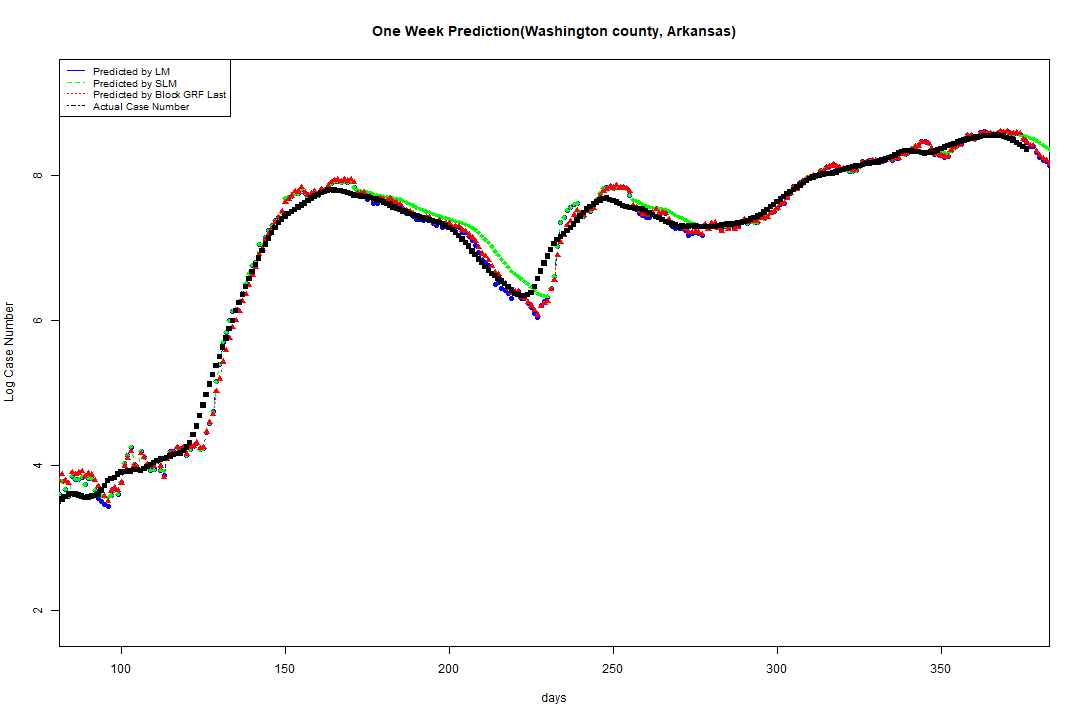 One Week Prediction(Washington county, Arkansas)
Predicted by LM
Predicted by SLM
Predicted by Block GRF Last
Actual Case Number
8
6
4
2
Log Case Number
100 150 200 250 300 350
days